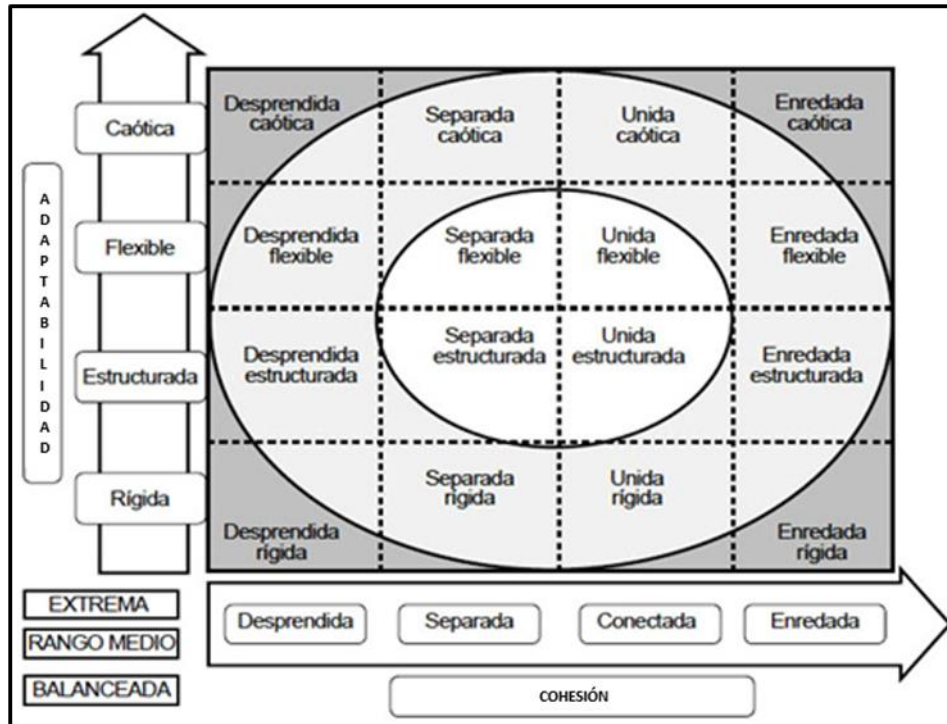 Caótica
Desprendida
caótica
Separada
caótica
Unida
caótica
Enredada
caótica
ADAPTABILIDAD
Flexible
Desprendida
flexible
Separada
flexible
Unida
flexible
Enredada
flexible
Estructurada
Desprendida
estructurada
Separada
estructurada
Unida
estructurada
Enredada
estructurada
Rígida
Desprendida
rígida
Separada
rígida
Unida
rígida
Enredada
rígida
EXTREMA
RANGO MEDIO
BALANCEADA
Desprendida
Separada
Conectada
Enredada
COHESIÓN